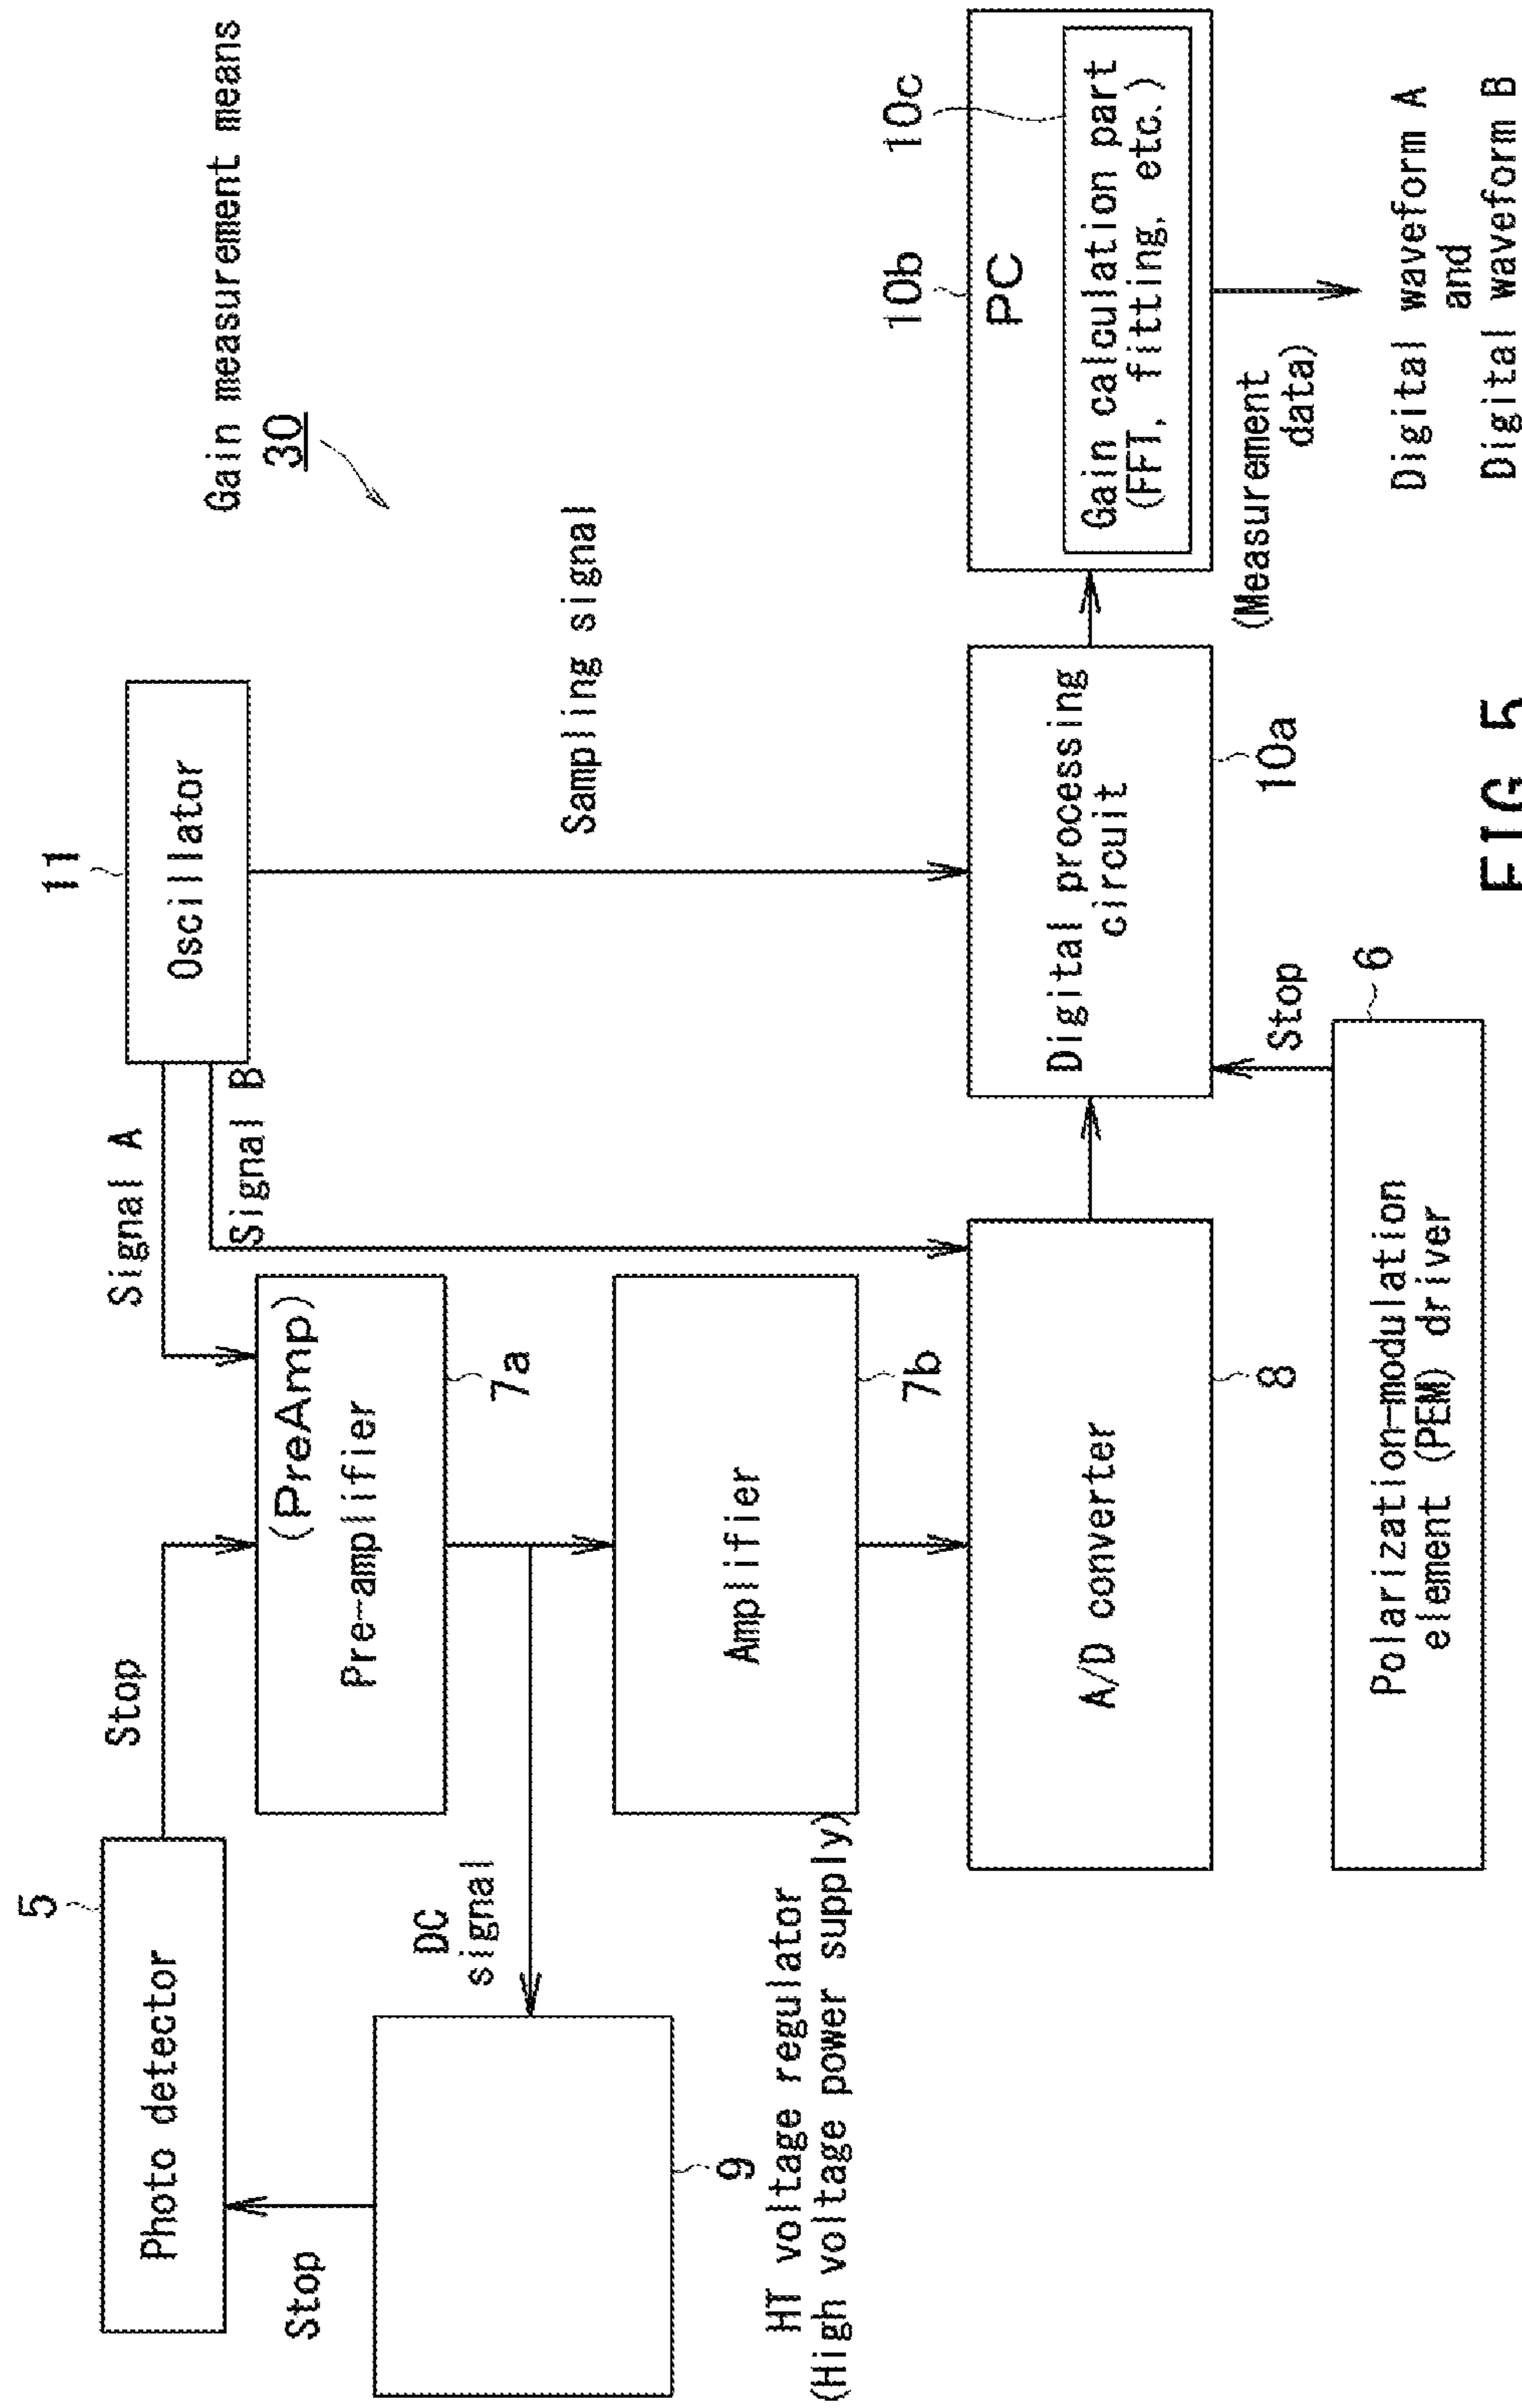 Gain measurement means
30
11
Oscillator
Signal A
Signal B
Sampling signal
5
Photo detector
Stop
Stop
(PreAmp)
Pre-amplifier
7a
DC
signal
9
HT voltage regulator
(High voltage power supply)
Amplifier
7b
A/D converter
8
Digital processing
circuit
10a
Stop
6
Polarization-modulation
element (PEM) driver
10b
PC
10c
Gain calculation part
(FFT, fitting, etc.)
(Measurement
data)
Digital waveform A
and
Digital waveform B
FIG. 5